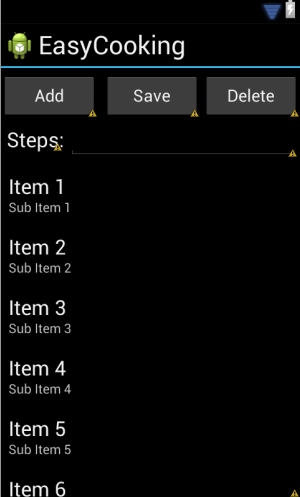 EasyCooking
Add Save Delete
Steps:
Item 1
Sub Item 1
Item 2
Sub Item 2
Item 3
Sub Item 3
Item 4
Sub Item 4
Item 5
Sub Item 5
Item 6